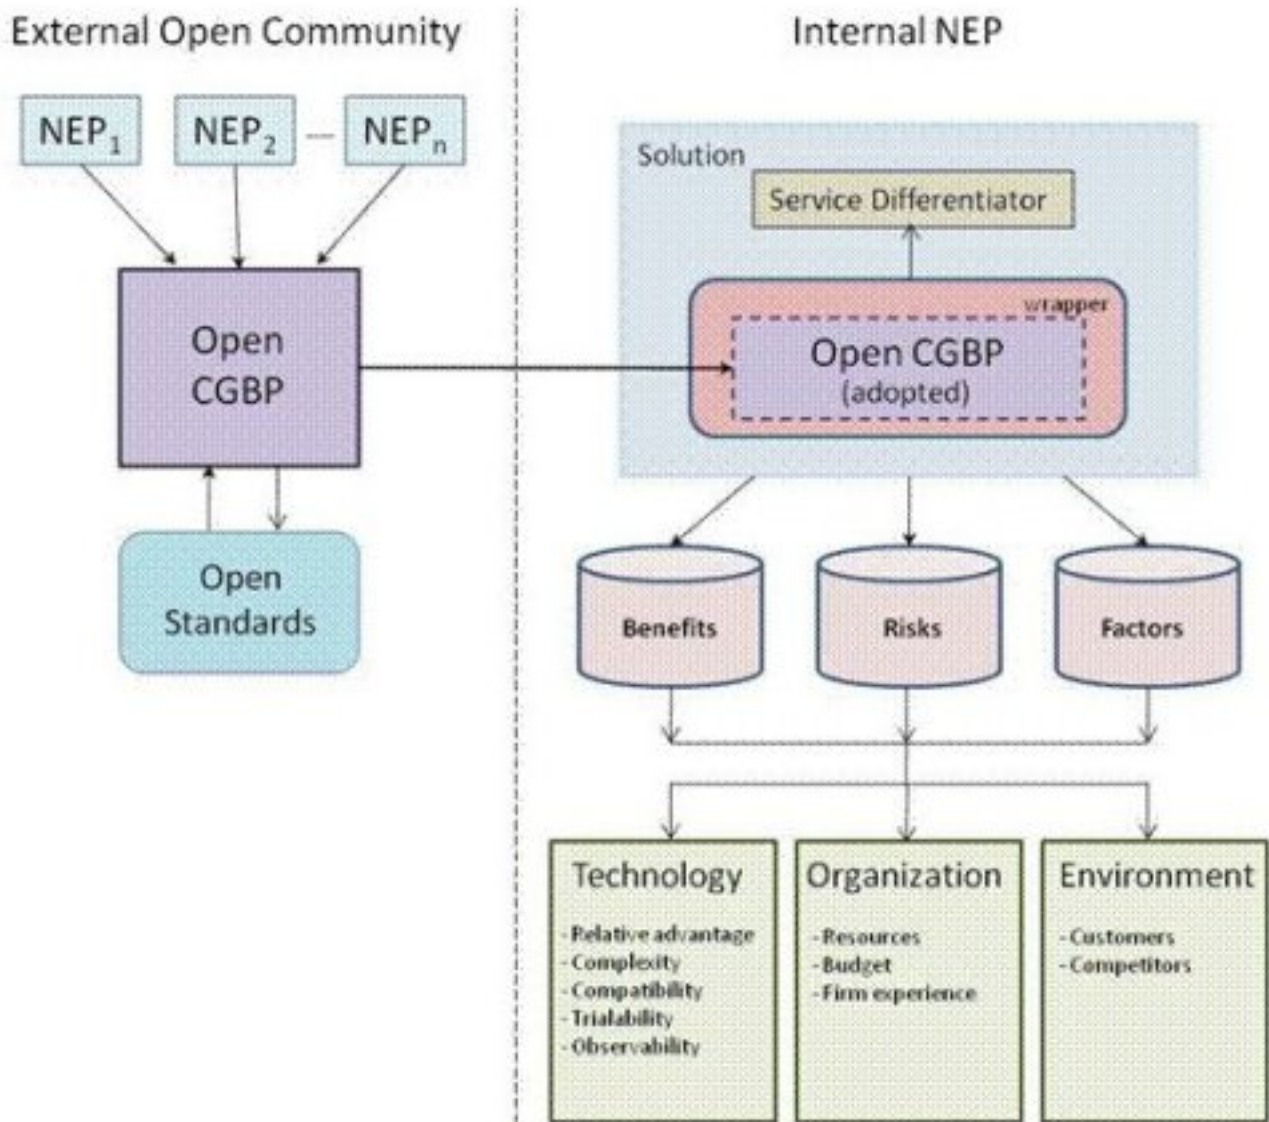 External Open Community
Internal NEP
NEP1
NEP2
NEPn
Solution
Service Differentiator
wrapper
Open
CGBP
Open CGBP
(adopted)
Open
Standards
Benefits
Risks
Factors
Technology
- Relative advantage
- Complexity
- Compatibility
- Trialability
- Observability
Organization
- Resources
- Budget
- Firm experience
Environment
- Customers
- Competitors